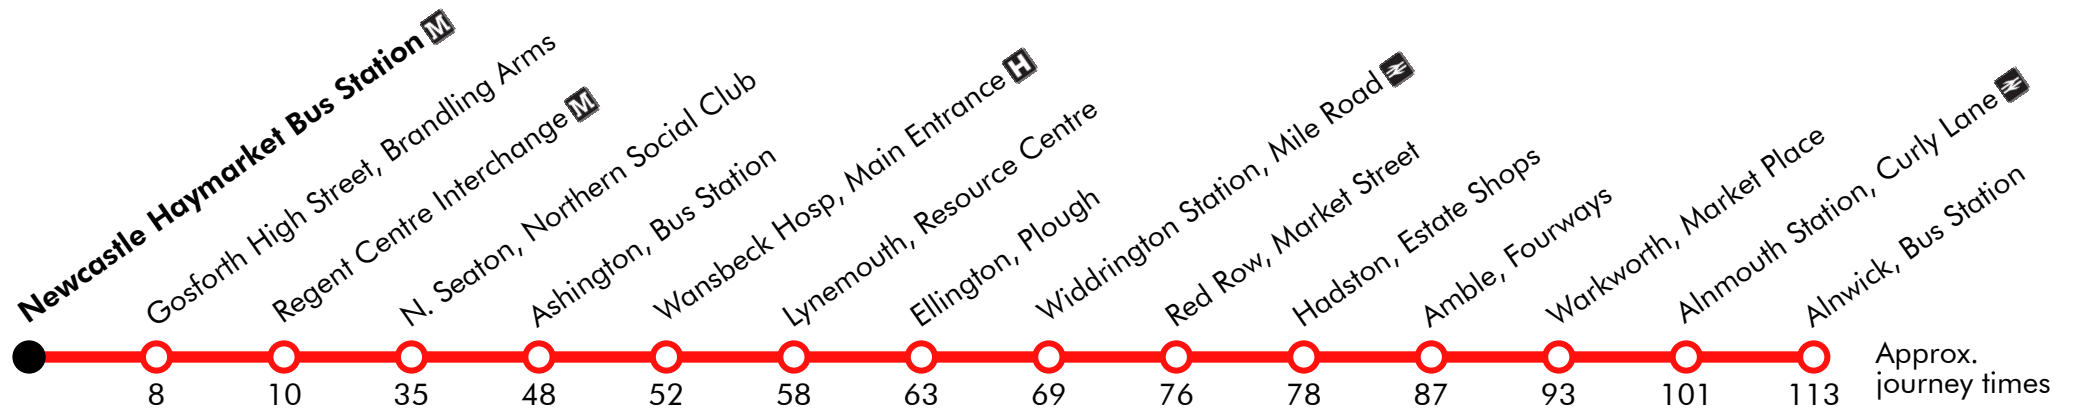 Newcastle Haymarket Bus Station M
Gosforth High Street, Brandling Arms
Regent Centre Interchange M
N. Seaton, Northern Social Club
Ashington, Bus Station
Wansbeck Hosp, Main Entrance H
Lynemouth, Resource Centre
Ellington, Plough
Widdrington Station, Mile Road
Red Row, Market Street
Hadston, Estate Shops
Amble, Fourways
Warkworth, Market Place
Alnmouth Station, Curly Lane
Alnwick, Bus Station
8 10 35 48 52 58 63 69 76 78 87 93 101 113
Approx.
journey times